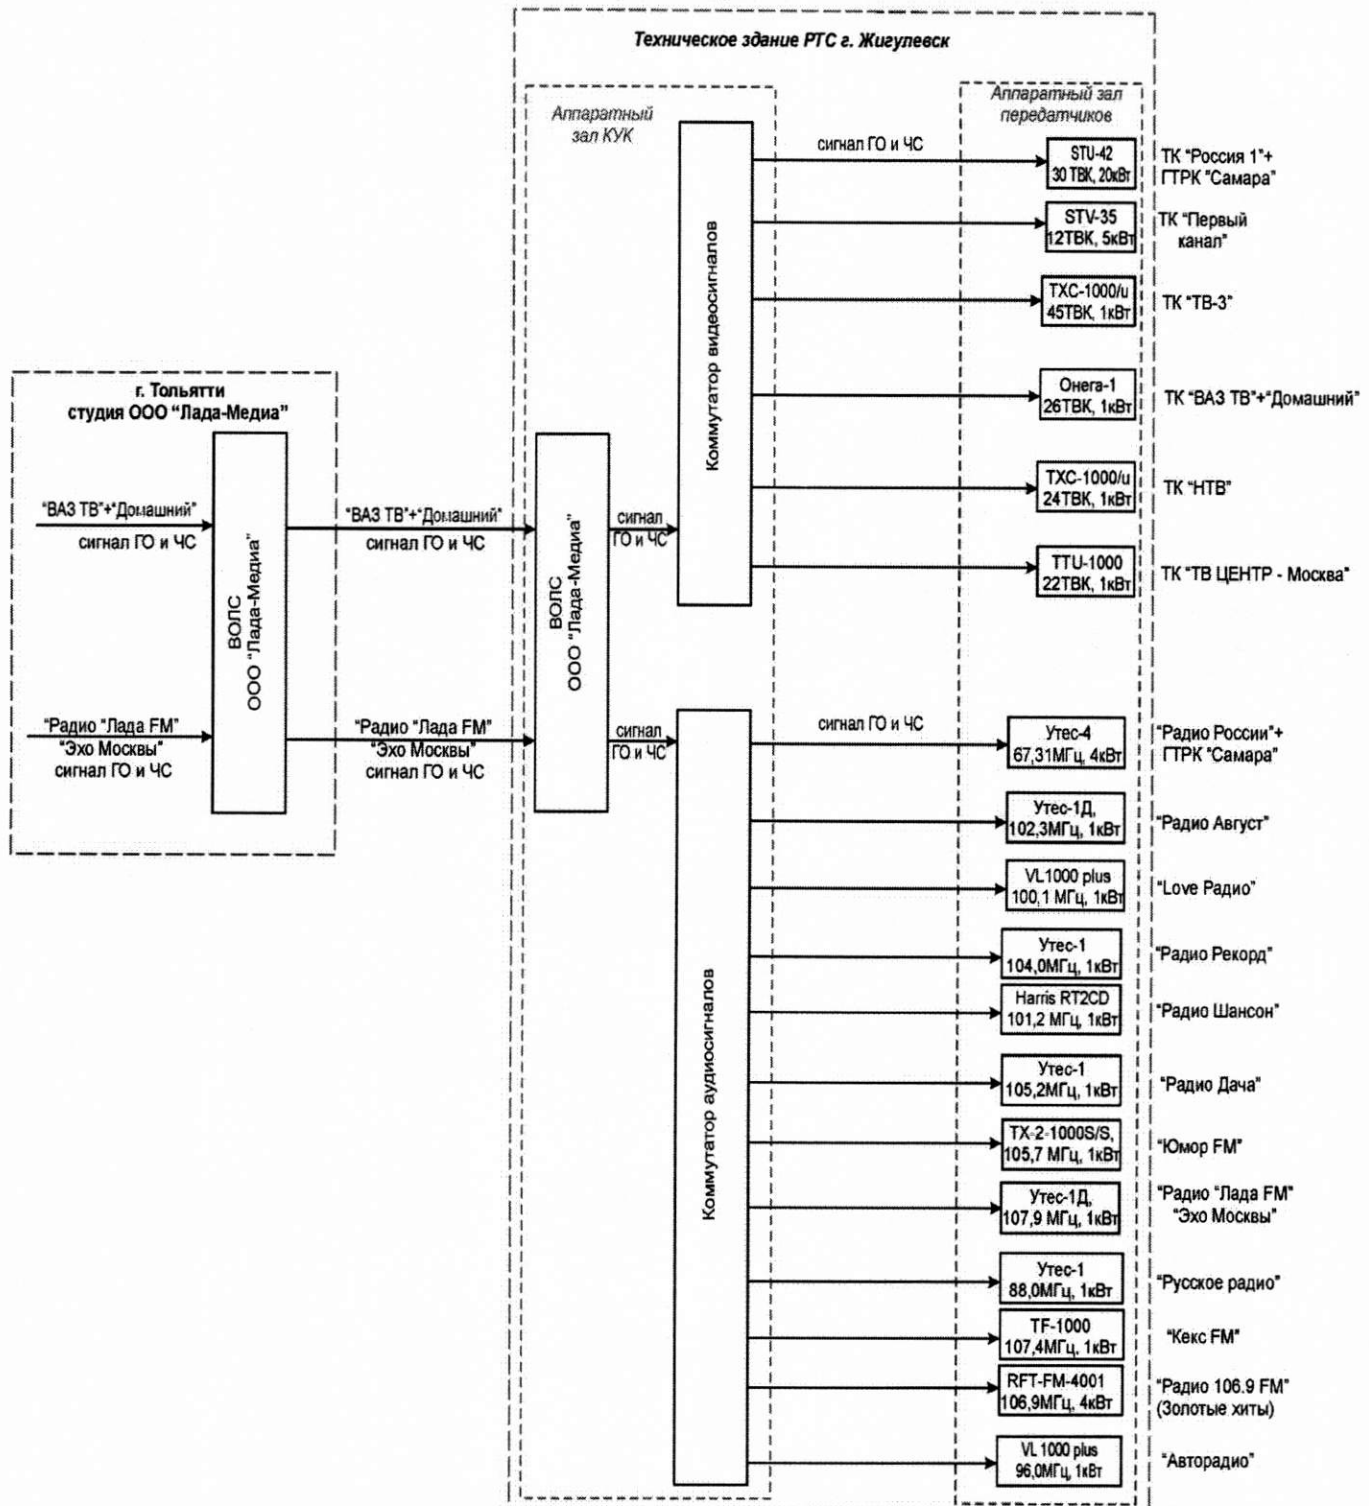 Техническое здание РТС г. Жигулевск
Аппаратный
зал КУК
Аппаратный зал
передатчиков
г. Тольятти
студия ООО "Лада-Медиа"
"ВАЗ ТВ"+"Домашний"
сигнал ГО и ЧС
"Радио "Лада FM"
"Эхо Москвы"
сигнал ГО и ЧС
ВОЛС
ООО "Лада-Медиа"
"ВАЗ ТВ"+"Домашний"
сигнал ГО и ЧС
"Радио "Лада FM"
"Эхо Москвы"
сигнал ГО и ЧС
ВОЛС
ООО "Лада-Медиа"
сигнал
ГО и ЧС
сигнал
ГО и ЧС
Коммутатор видеосигналов
сигнал ГО и ЧС
STU-42
30 ТВК, 20кВт
ТК "Россия 1"+
ГТРК "Самара"
STV-35
12ТВК, 5кВт
ТК "Первый
канал"
TXC-1000/u
45ТВК, 1кВт
ТК "ТВ-3"
Онега-1
26ТВК, 1кВт
ТК "ВАЗ ТВ"+"Домашний"
TXC-1000/u
24ТВК, 1кВт
ТК "НТВ"
TTU-1000
22ТВК, 1кВт
ТК "ТВ ЦЕНТР - Москва"
Коммутатор аудиосигналов
сигнал ГО и ЧС
Утес-4
67,31МГц, 4кВт
"Радио России"+
ГТРК "Самара"
Утес-1Д,
102,3МГц, 1кВт
"Радио Август"
VL1000 plus
100,1 МГц, 1кВт
"Love Радио"
Утес-1
104,0МГц, 1кВт
"Радио Рекорд"
Harris RT2CD
101,2 МГц, 1кВт
"Радио Шансон"
Утес-1
105,2МГц, 1кВт
"Радио Дача"
TX-2-1000S/S,
105,7 МГц, 1кВт
"Юмор FM"
Утес-1Д,
107,9 МГц, 1кВт
"Радио "Лада FM"
"Эхо Москвы"
Утес-1
88,0МГц, 1кВт
"Русское радио"
TF-1000
107,4МГц, 1кВт
"Кекс FM"
RFT-FM-4001
106,9МГц, 4кВт
"Радио 106.9 FM"
(Золотые хиты)
VL 1000 plus
96,0МГц, 1кВт
"Авторадио"